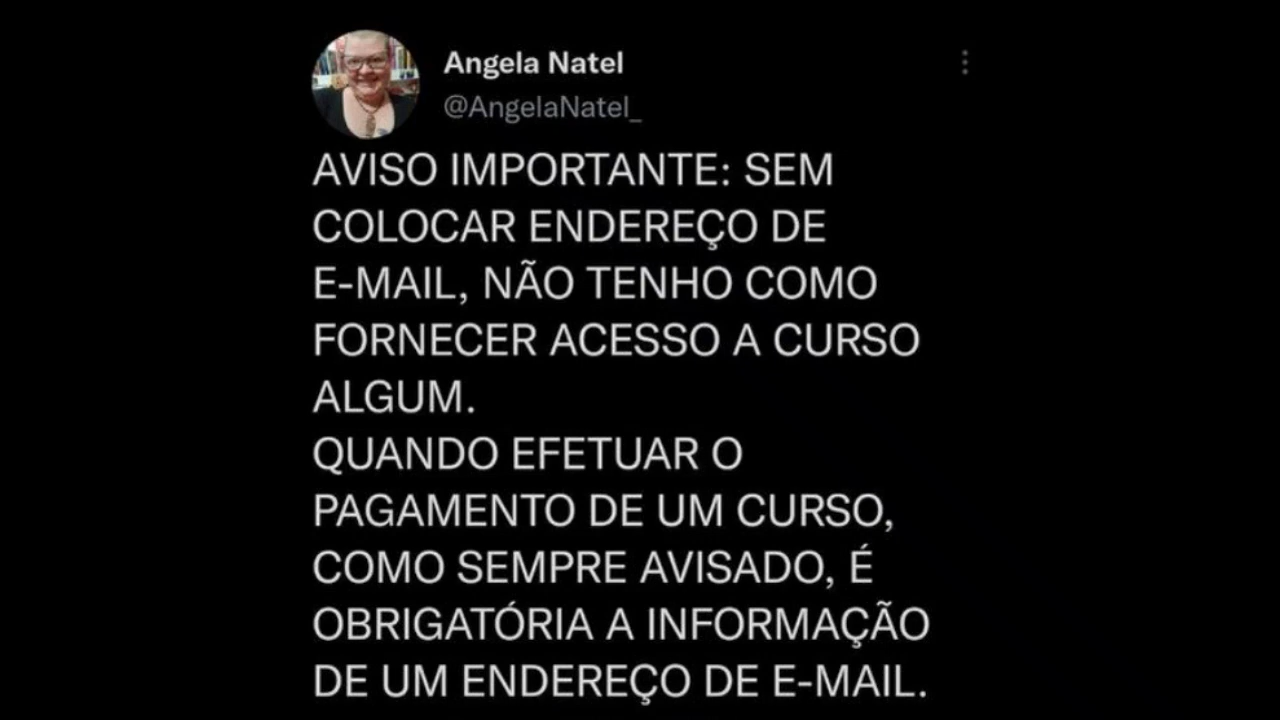 Angela Natel
@AngelaNatel_
AVISO IMPORTANTE: SEM
COLOCAR ENDEREÇO DE
E-MAIL, NÃO TENHO COMO
FORNECER ACESSO A CURSO
ALGUM.
QUANDO EFETUAR O
PAGAMENTO DE UM CURSO,
COMO SEMPRE AVISADO, É
OBRIGATÓRIA A INFORMAÇÃO
DE UM ENDEREÇO DE E-MAIL.